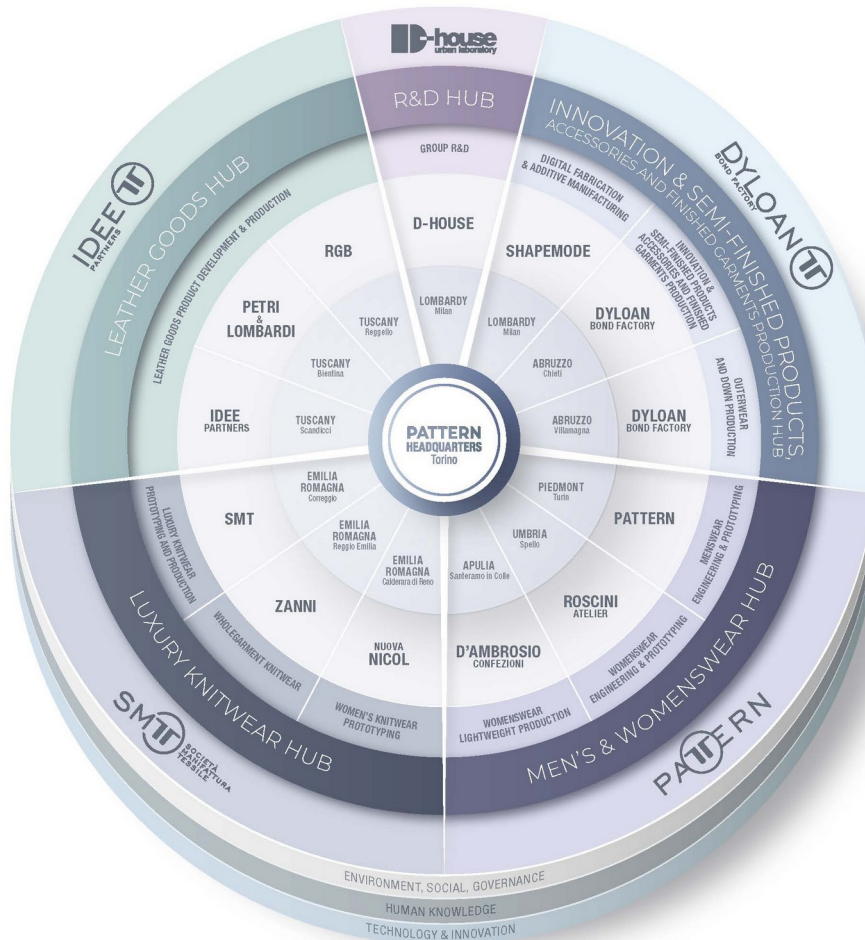 D-house
urban laboratory
R&D HUB
GROUP R&D
D-HOUSE
LOMBARDY
Milan
DYLOAN
BOND FACTORY
INNOVATION & SEMI-FINISHED PRODUCTS,
ACCESSORIES AND FINISHED GARMENTS PRODUCTION HUB
DIGITAL FABRICATION
& ADDITIVE MANUFACTURING
SHAPEMODE
LOMBARDY
Milan
INNOVATION &
SEMI-FINISHED PRODUCTS
ACCESSORIES AND FINISHED
GARMENTS PRODUCTION
DYLOAN
BOND FACTORY
ABRUZZO
Chieti
OUTERWEAR
AND DOWN PRODUCTION
DYLOAN
BOND FACTORY
ABRUZZO
Villamagna
PATTERN
MEN'S & WOMENSWEAR HUB
MENSWEAR
ENGINEERING & PROTOTYPING
PATTERN
PIEDMONT
Turin
WOMENSWEAR
ENGINEERING & PROTOTYPING
ROSCINI
ATELIER
UMBRIA
Spello
WOMENSWEAR
LIGHTWEIGHT PRODUCTION
D'AMBROSIO
CONFEZIONI
APULIA
Santeramo in Colle
SMT
SOCIETÀ
MANIFATTURA
TESSILE
LUXURY KNITWEAR HUB
WOMEN'S KNITWEAR
PROTOTYPING
NUOVA
NICOL
EMILIA
ROMAGNA
Calderara di Reno
WHOLEGARMENT KNITWEAR
ZANNI
EMILIA
ROMAGNA
Reggio Emilia
LUXURY KNITWEAR
PROTOTYPING AND PRODUCTION
SMT
EMILIA
ROMAGNA
Correggio
IDEE
PARTNERS
LEATHER GOODS HUB
LEATHER GOODS PRODUCT DEVELOPMENT & PRODUCTION
IDEE
PARTNERS
TUSCANY
Scandicci
PETRI
&
LOMBARDI
TUSCANY
Bientina
RGB
TUSCANY
Reggello
PATTERN
HEADQUARTERS
Torino
ENVIRONMENT, SOCIAL, GOVERNANCE
HUMAN KNOWLEDGE
TECHNOLOGY & INNOVATION